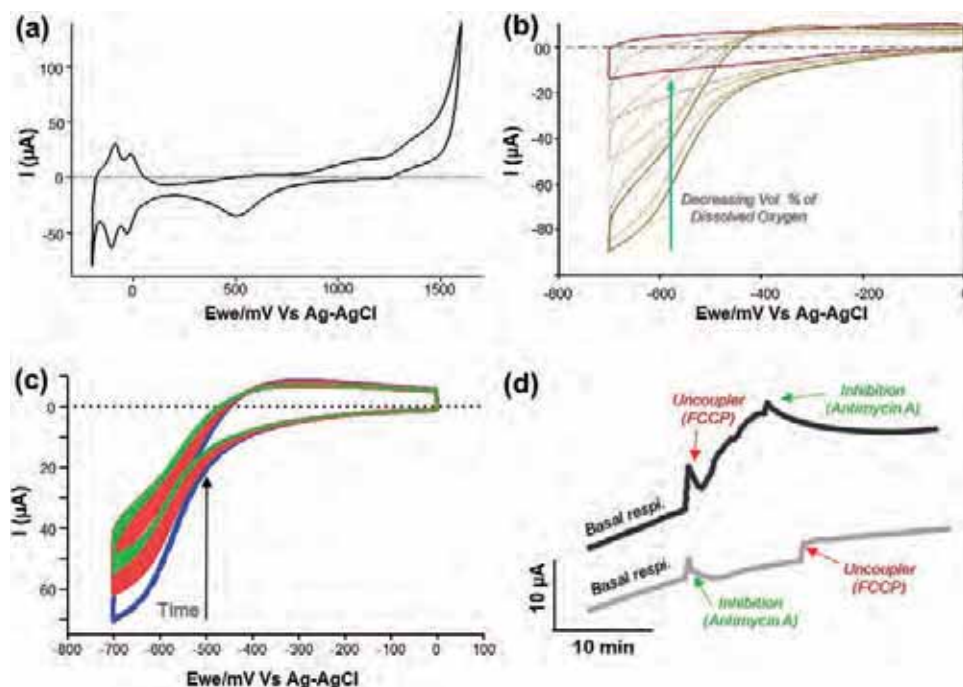 (a)
100
50
0
-50
I (µA)
0
500
1000
1500
Ewe/mV Vs Ag-AgCl
(b)
00
-20
-40
-60
-80
I (µA)
Decreasing Vol. % of
Dissolved Oxygen
-800
-600
-400
-200
0
Ewe/mV Vs Ag-AgCl
(c)
0
20
40
60
I (µA)
Time
-800
-700
-600
-500
-400
-300
-200
-100
0
100
Ewe/mV Vs Ag-AgCl
(d)
Uncoupler
(FCCP)
Inhibition
(Antimycin A)
Basal respi.
Basal respi.
Inhibition
(Antimycin A)
Uncoupler
(FCCP)
10 µA
10 min